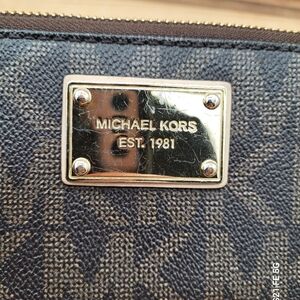 MICHAEL KORS
EST. 1981